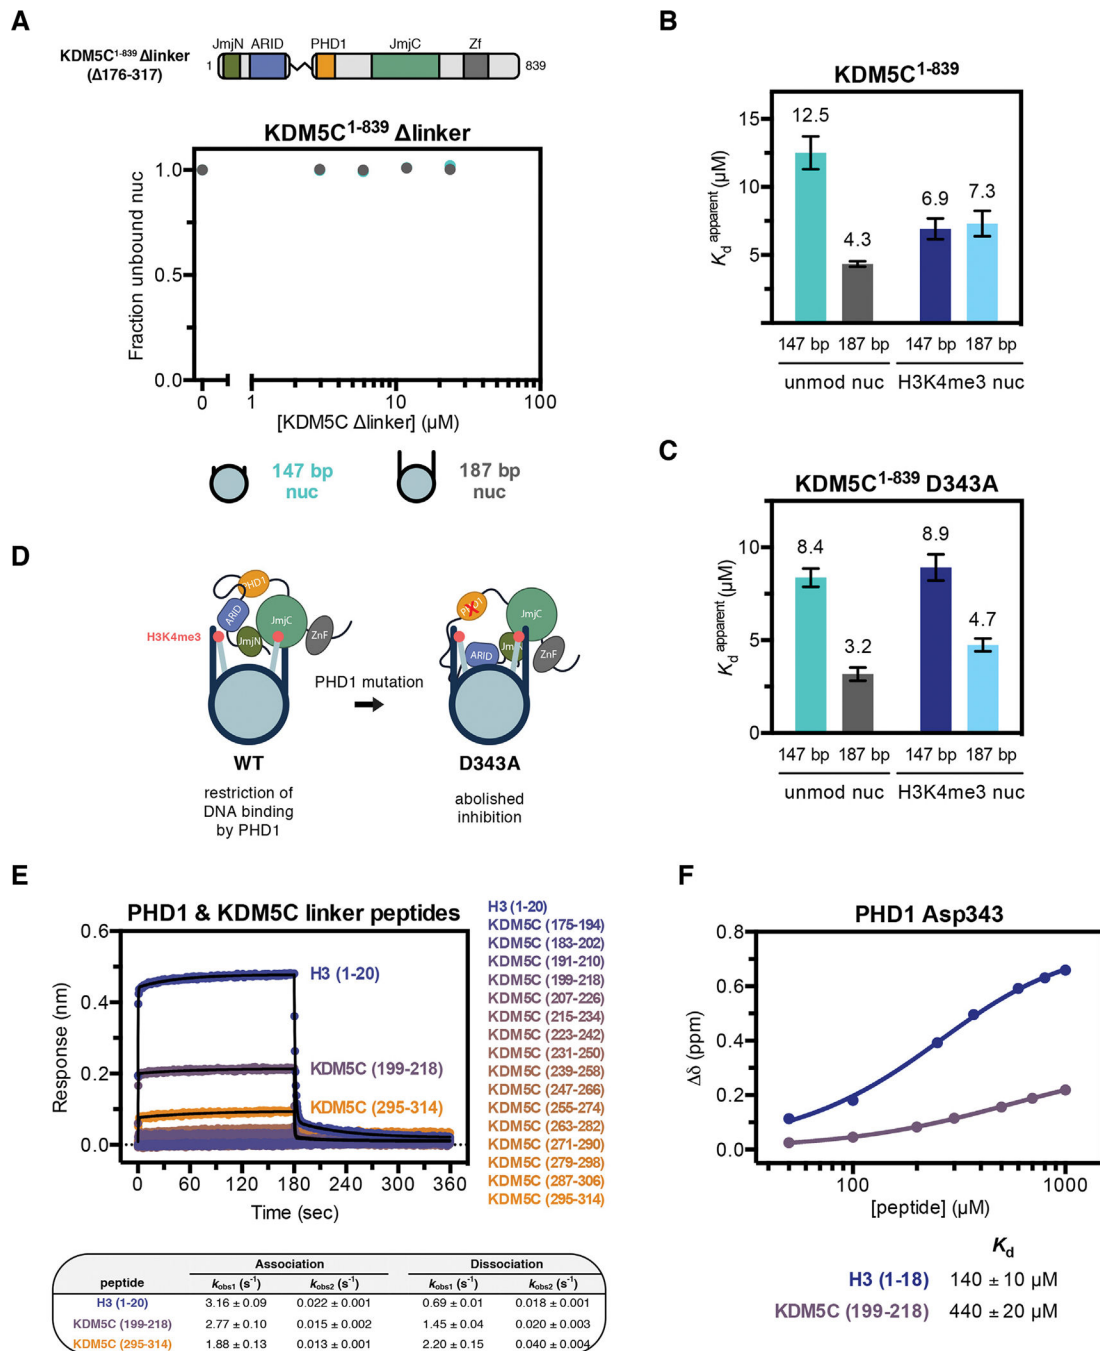 A
KDM5C1-839 Δlinker
(Δ176-317)
JmjN ARID PHD1 JmjC Zf
1 839
KDM5C1-839 Δlinker
Fraction unbound nuc
1.0
0.5
0.0
0 1 10 100
[KDM5C Δlinker] (μM)
147 bp
nuc
187 bp
nuc
B
KDM5C1-839
Kd apparent (μM)
15
10
5
12.5
4.3
6.9
7.3
147 bp 187 bp 147 bp 187 bp
unmod nuc H3K4me3 nuc
C
KDM5C1-839 D343A
Kd apparent (μM)
10
5
0
8.4
3.2
8.9
4.7
147 bp 187 bp 147 bp 187 bp
unmod nuc H3K4me3 nuc
D
PHD1
ARID
JmjC
JmjN
ZnF
H3K4me3
PHD1 mutation
PHD1
JmjC
ARID
JmjN
ZnF
WT
restriction of
DNA binding
by PHD1
D343A
abolished
inhibition
E
PHD1 & KDM5C linker peptides
Response (nm)
0.6
0.4
0.2
0.0
H3 (1-20)
KDM5C (199-218)
KDM5C (295-314)
0 60 120 180 240 300 360
Time (sec)
H3 (1-20)
KDM5C (175-194)
KDM5C (183-202)
KDM5C (191-210)
KDM5C (199-218)
KDM5C (207-226)
KDM5C (215-234)
KDM5C (223-242)
KDM5C (231-250)
KDM5C (239-258)
KDM5C (247-266)
KDM5C (255-274)
KDM5C (263-282)
KDM5C (271-290)
KDM5C (279-298)
KDM5C (287-306)
KDM5C (295-314)
Association Dissociation
peptide kobs1 (s-1) kobs2 (s-1) kobs1 (s-1) kobs2 (s-1)
H3 (1-20) 3.16 ± 0.09 0.022 ± 0.001 0.69 ± 0.01 0.018 ± 0.001
KDM5C (199-218) 2.77 ± 0.10 0.015 ± 0.002 1.45 ± 0.04 0.020 ± 0.003
KDM5C (295-314) 1.88 ± 0.13 0.013 ± 0.001 2.20 ± 0.15 0.040 ± 0.004
F
PHD1 Asp343
Δδ (ppm)
0.8
0.6
0.4
0.2
0.0
100 1000
[peptide] (μM)
Kd
H3 (1-18) 140 ± 10 μM
KDM5C (199-218) 440 ± 20 μM